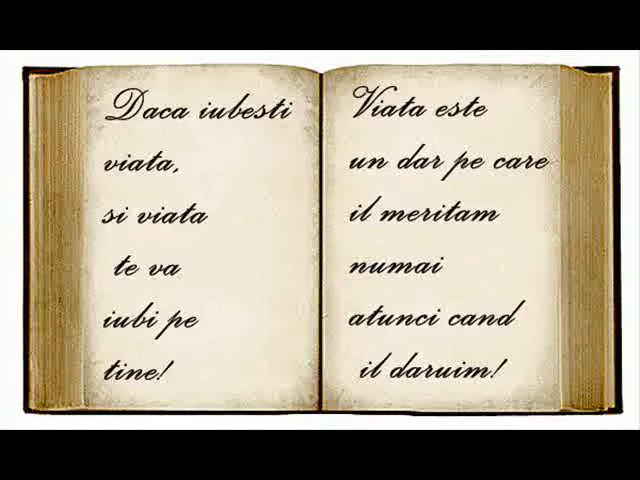 Daca iubesti
viata,
si viata
te va
iubi pe
tine!
Viata este
un dar pe care
il meritam
numai
atunci cand
il daruim!